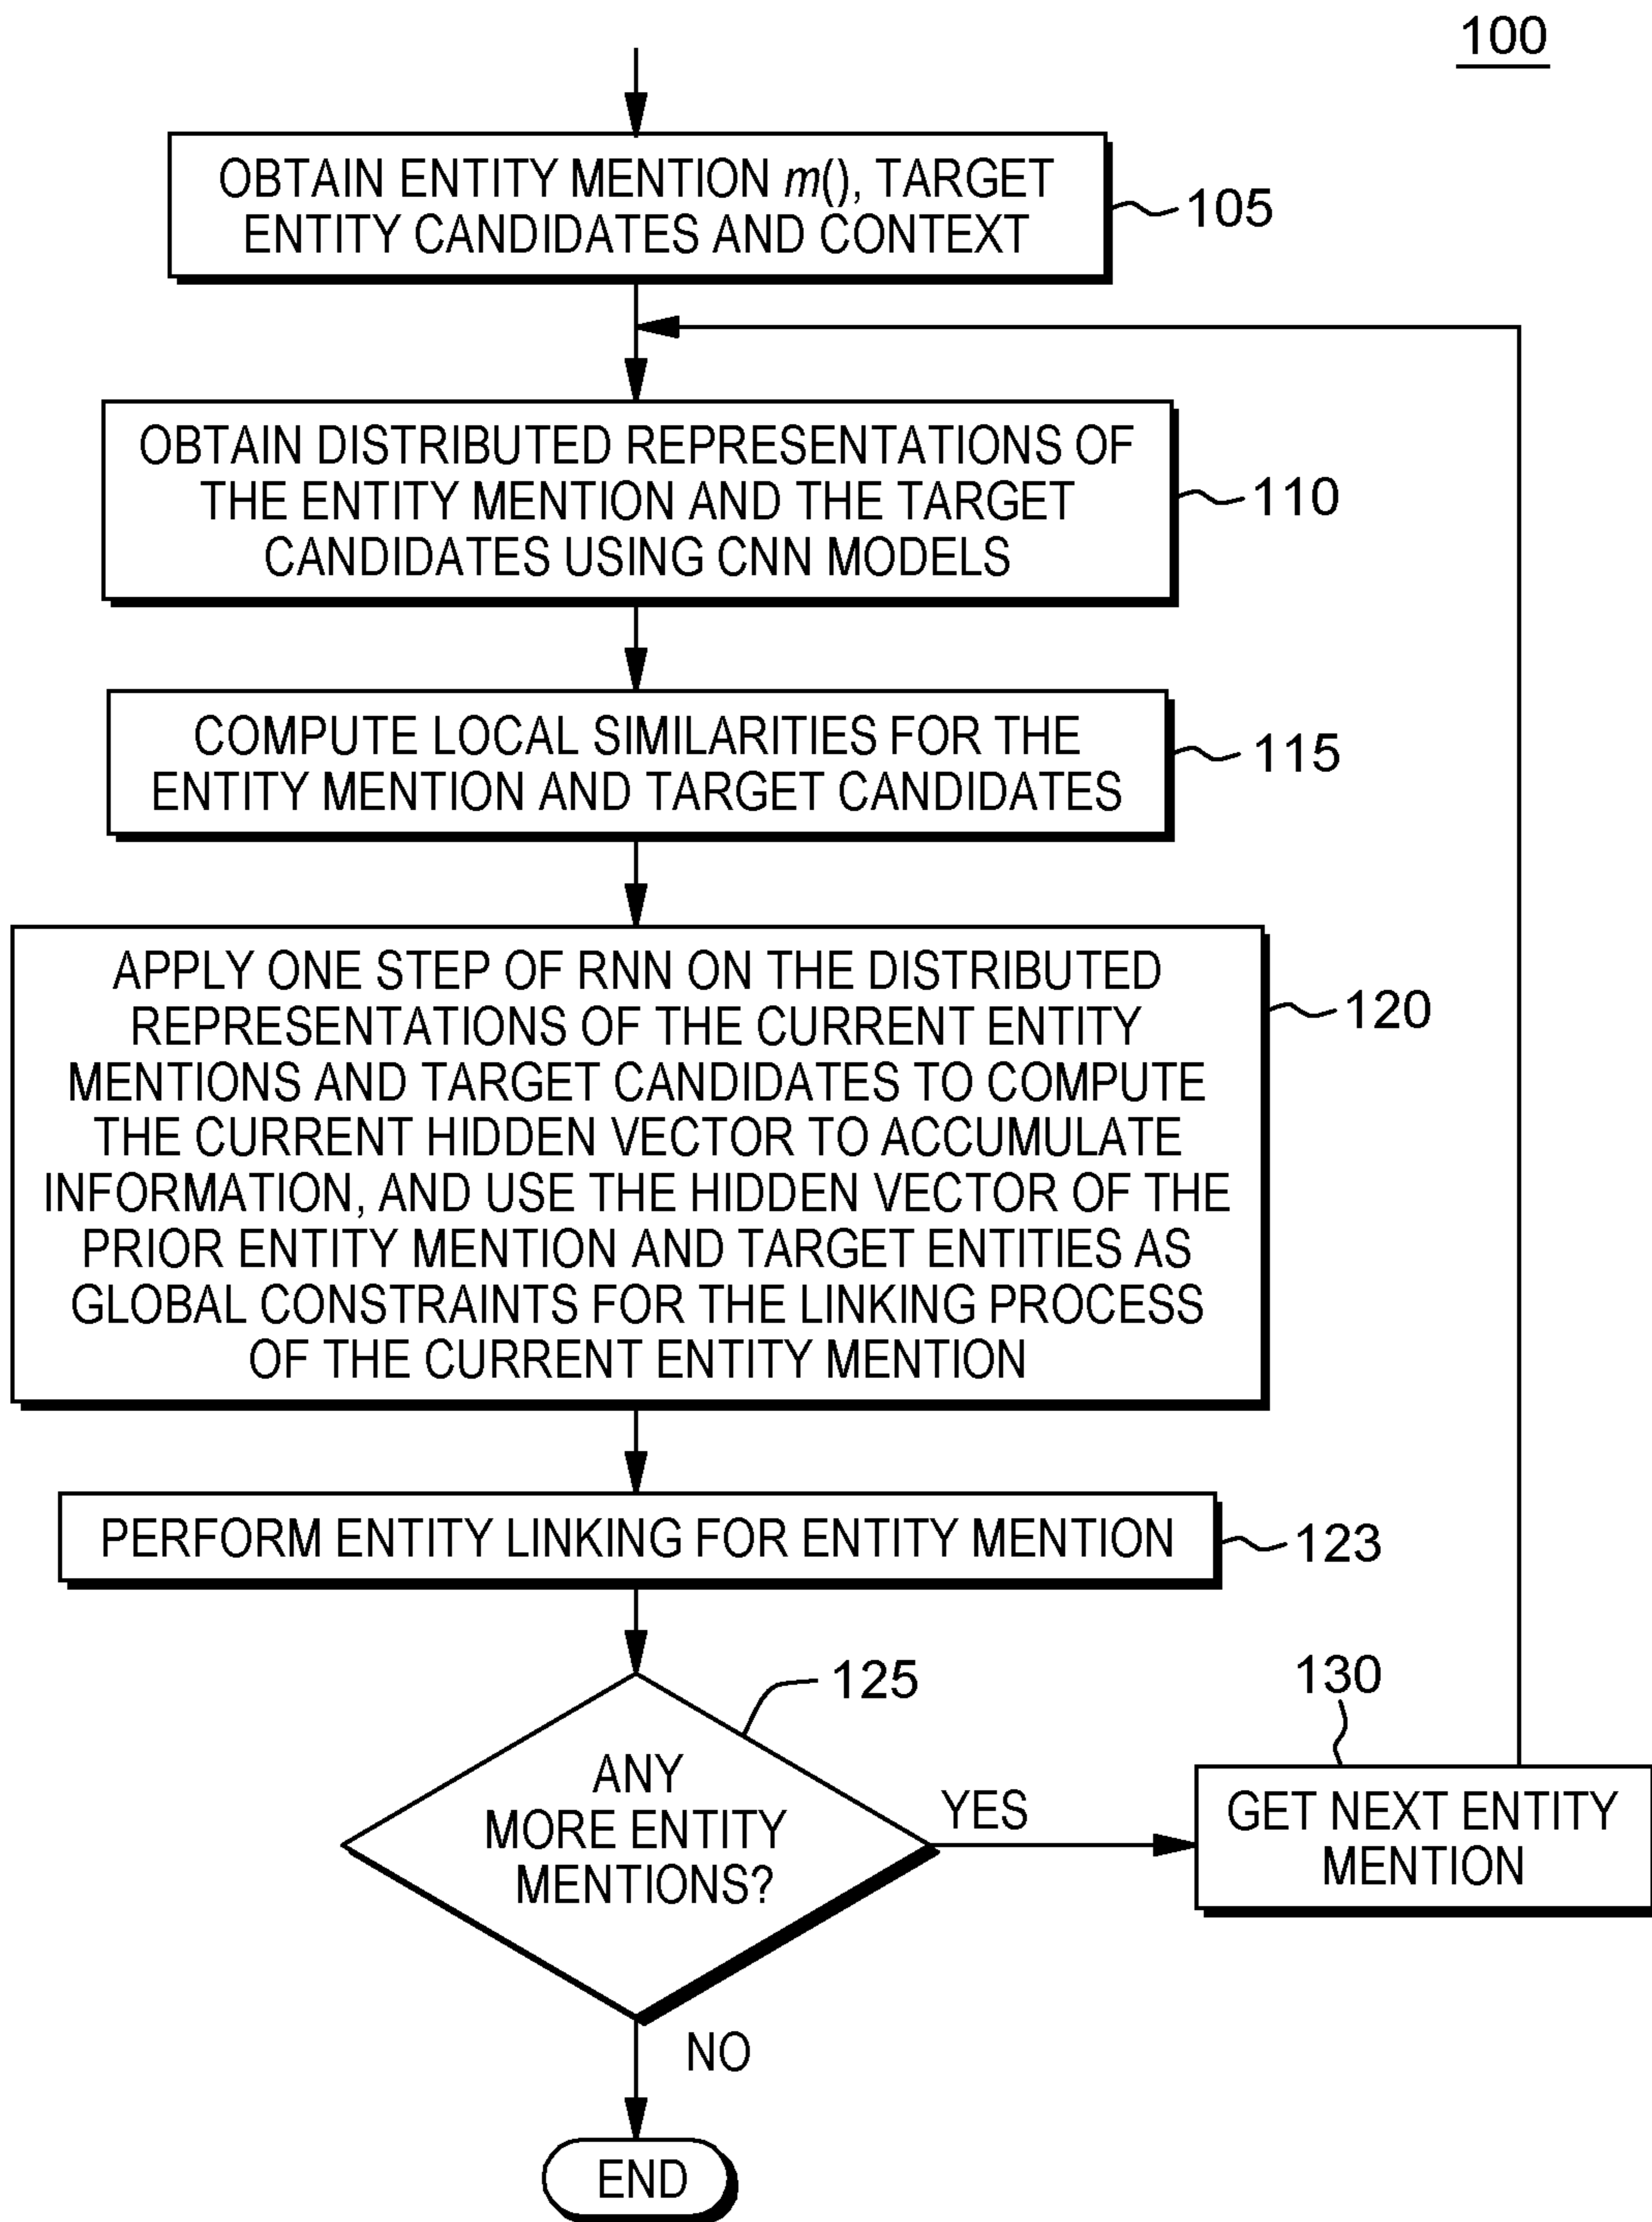 100
OBTAIN ENTITY MENTION m(), TARGET
ENTITY CANDIDATES AND CONTEXT
105
OBTAIN DISTRIBUTED REPRESENTATIONS OF
THE ENTITY MENTION AND THE TARGET
CANDIDATES USING CNN MODELS
110
COMPUTE LOCAL SIMILARITIES FOR THE
ENTITY MENTION AND TARGET CANDIDATES
115
APPLY ONE STEP OF RNN ON THE DISTRIBUTED
REPRESENTATIONS OF THE CURRENT ENTITY
MENTIONS AND TARGET CANDIDATES TO COMPUTE
THE CURRENT HIDDEN VECTOR TO ACCUMULATE
INFORMATION, AND USE THE HIDDEN VECTOR OF THE
PRIOR ENTITY MENTION AND TARGET ENTITIES AS
GLOBAL CONSTRAINTS FOR THE LINKING PROCESS
OF THE CURRENT ENTITY MENTION
120
PERFORM ENTITY LINKING FOR ENTITY MENTION
123
ANY
MORE ENTITY
MENTIONS?
125
YES
GET NEXT ENTITY
MENTION
130
NO
END